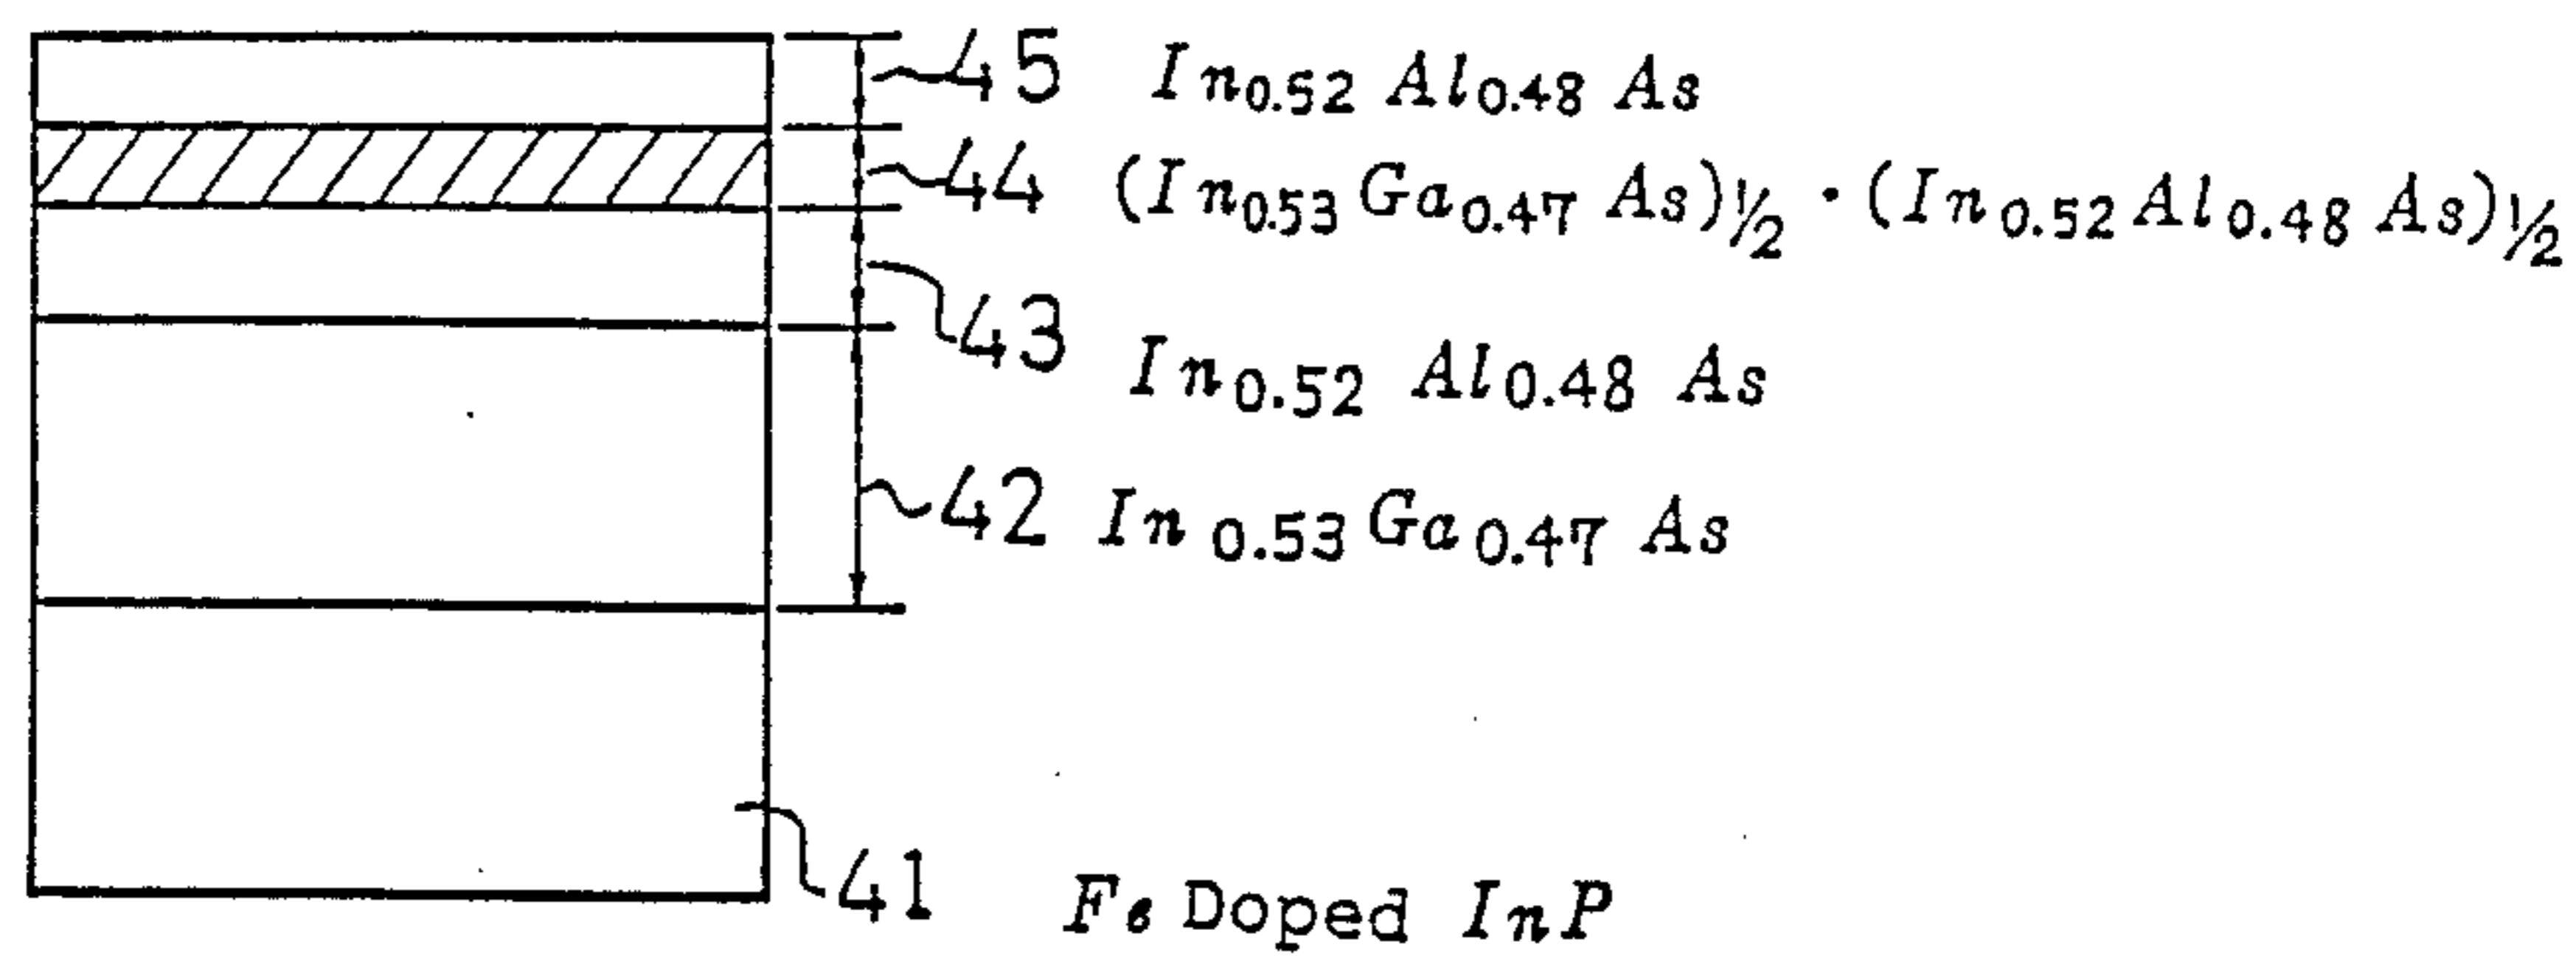 45 In0.52 Al0.48 As
44 (In0.53 Ga0.47 As)½ · (In0.52 Al0.48 As)½
43 In0.52 Al0.48 As
42 In0.53 Ga0.47 As
41 Fe Doped InP